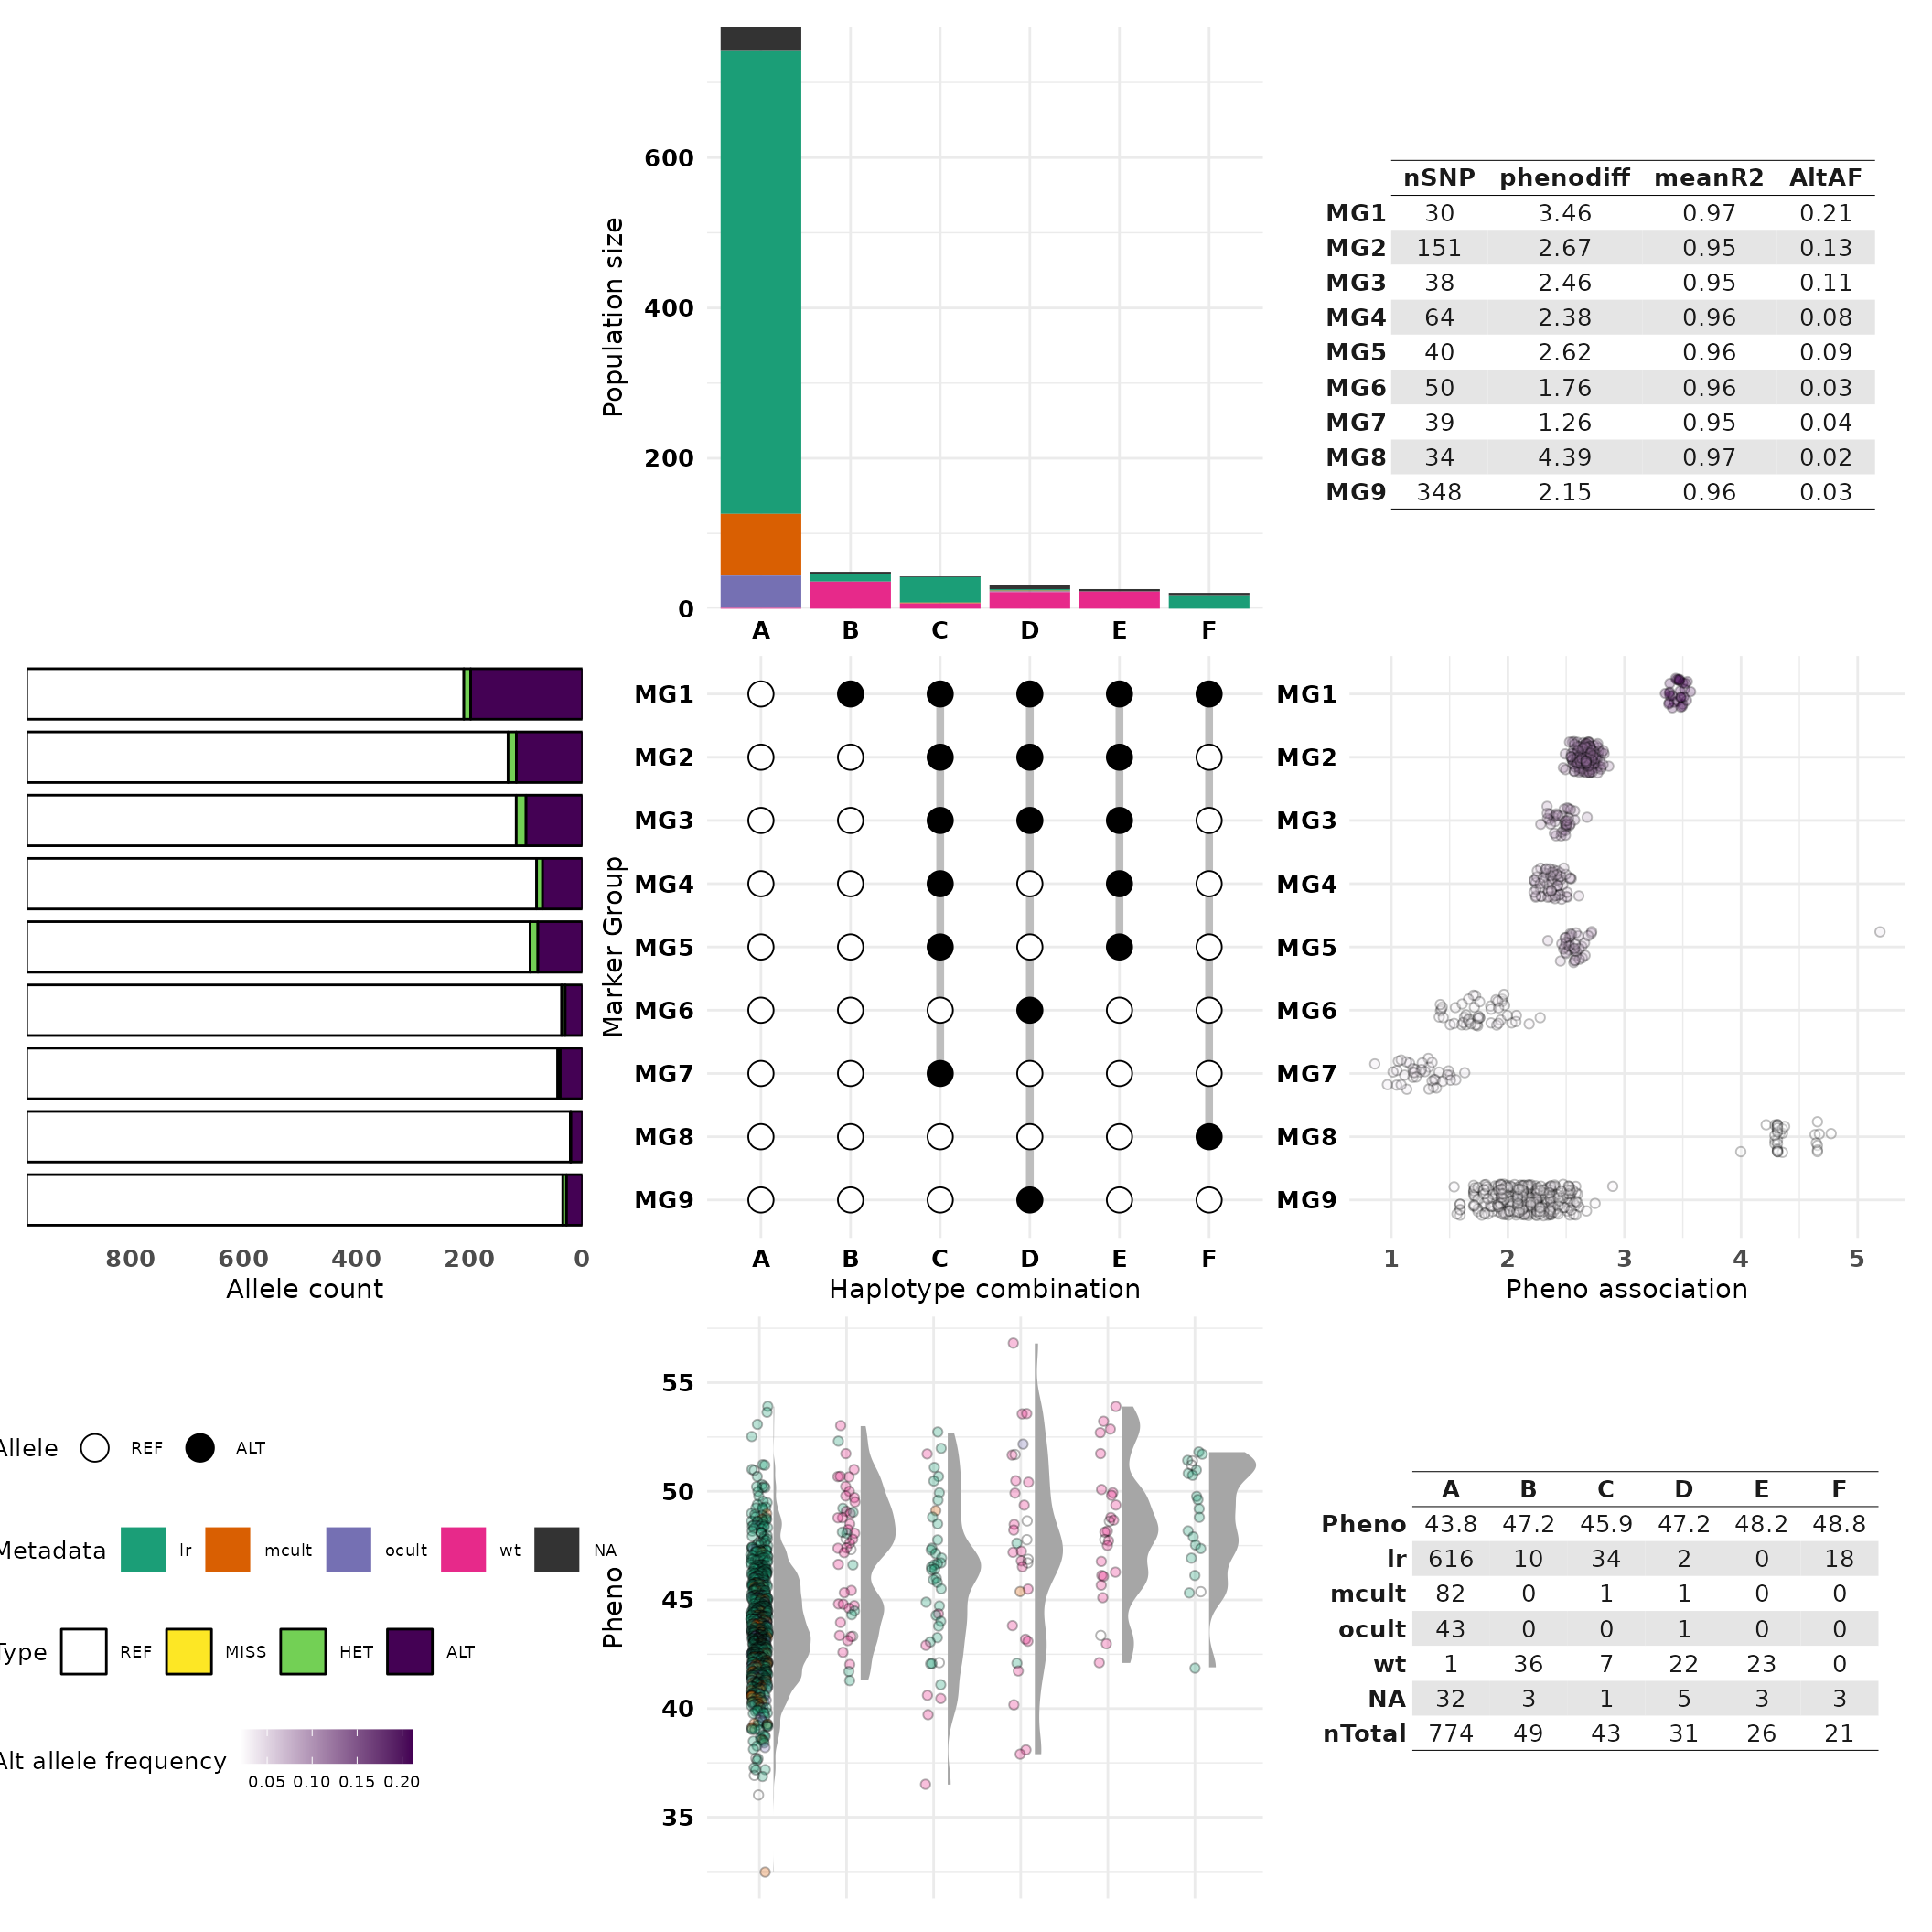 600
400
200
0
Population size
A B C D E F
nSNP phenodiff meanR2 AltAF
MG1 30 3.46 0.97 0.21
MG2 151 2.67 0.95 0.13
MG3 38 2.46 0.95 0.11
MG4 64 2.38 0.96 0.08
MG5 40 2.62 0.96 0.09
MG6 50 1.76 0.96 0.03
MG7 39 1.26 0.95 0.04
MG8 34 4.39 0.97 0.02
MG9 348 2.15 0.96 0.03
800 600 400 200 0
Allele count
Marker Group
MG1
MG2
MG3
MG4
MG5
MG6
MG7
MG8
MG9
A B C D E F
Haplotype combination
MG1
MG2
MG3
MG4
MG5
MG6
MG7
MG8
MG9
1 2 3 4 5
Pheno association
Allele REF ALT
Metadata lr mcult ocult wt NA
Type REF MISS HET ALT
Alt allele frequency
0.05 0.10 0.15 0.20
Pheno
55
50
45
40
35
A B C D E F
Pheno 43.8 47.2 45.9 47.2 48.2 48.8
lr 616 10 34 2 0 18
mcult 82 0 1 1 0 0
ocult 43 0 0 1 0 0
wt 1 36 7 22 23 0
NA 32 3 1 5 3 3
nTotal 774 49 43 31 26 21